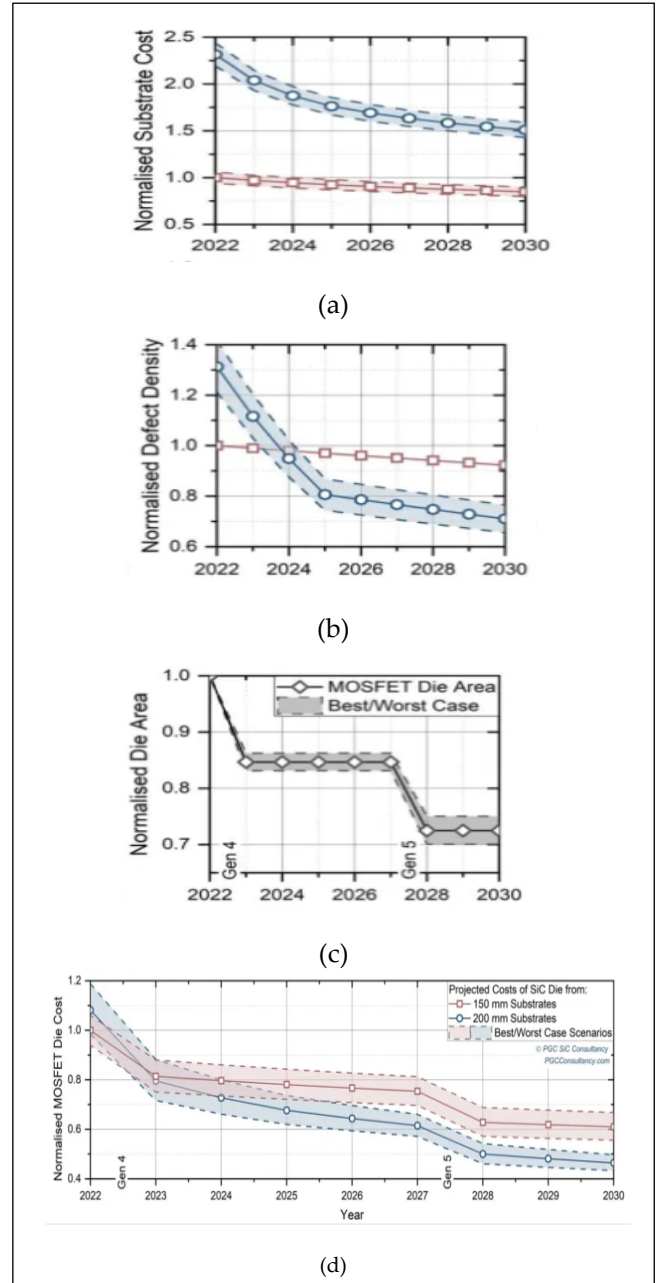 2.5
2.0
1.5
1.0
0.5
Normalised Substrate Cost
2022 2024 2026 2028 2030
(a)
1.4
1.2
1.0
0.8
0.6
Normalised Defect Density
2022 2024 2026 2028 2030
(b)
1.0
0.9
0.8
0.7
Normalised Die Area
MOSFET Die Area
Best/Worst Case
Gen 4
Gen 5
2022 2024 2026 2028 2030
(c)
1.2
1.0
0.8
0.6
0.4
Normalised MOSFET Die Cost
Projected Costs of SiC Die from:
150 mm Substrates
200 mm Substrates
Best/Worst Case Scenarios
© PGC SiC Consultancy
PGCConsultancy.com
Gen 4
Gen 5
2022 2023 2024 2025 2026 2027 2028 2029 2030
Year
(d)